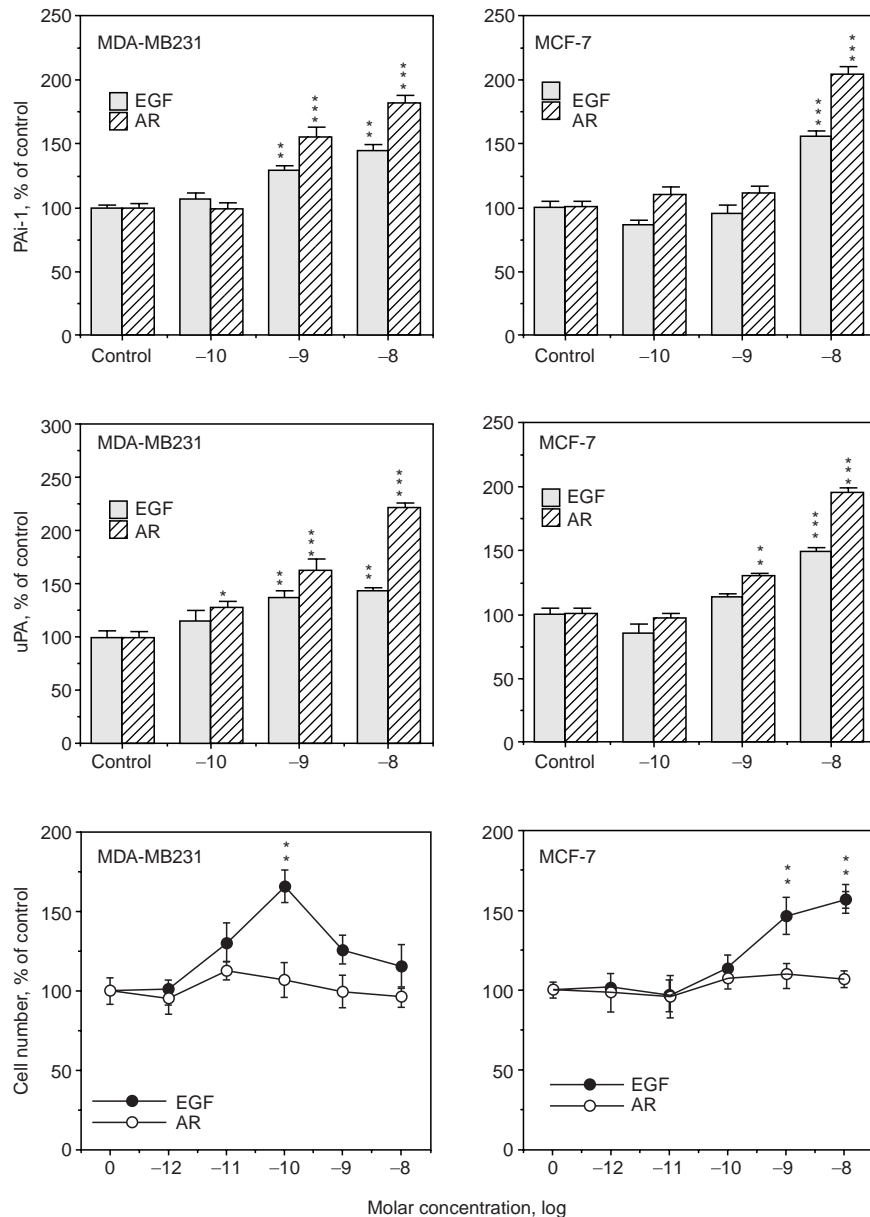 MDA-MB231
EGF
AR
PAi-1, % of control
250
200
150
100
50
0
Control
–10
–9
–8
* *
* * *
* *
* * *
MCF-7
EGF
AR
250
200
150
100
50
0
Control
–10
–9
–8
* * *
* * *
MDA-MB231
EGF
AR
uPA, % of control
300
250
200
150
100
50
0
Control
–10
–9
–8
*
* *
* * *
* *
* * *
MCF-7
EGF
AR
250
200
150
100
50
0
Control
–10
–9
–8
* *
* * *
* * *
MDA-MB231
Cell number, % of control
200
150
100
50
0
* *
EGF
AR
0
–12
–11
–10
–9
–8
MCF-7
200
150
100
50
0
* *
* *
EGF
AR
0
–12
–11
–10
–9
–8
Molar concentration, log